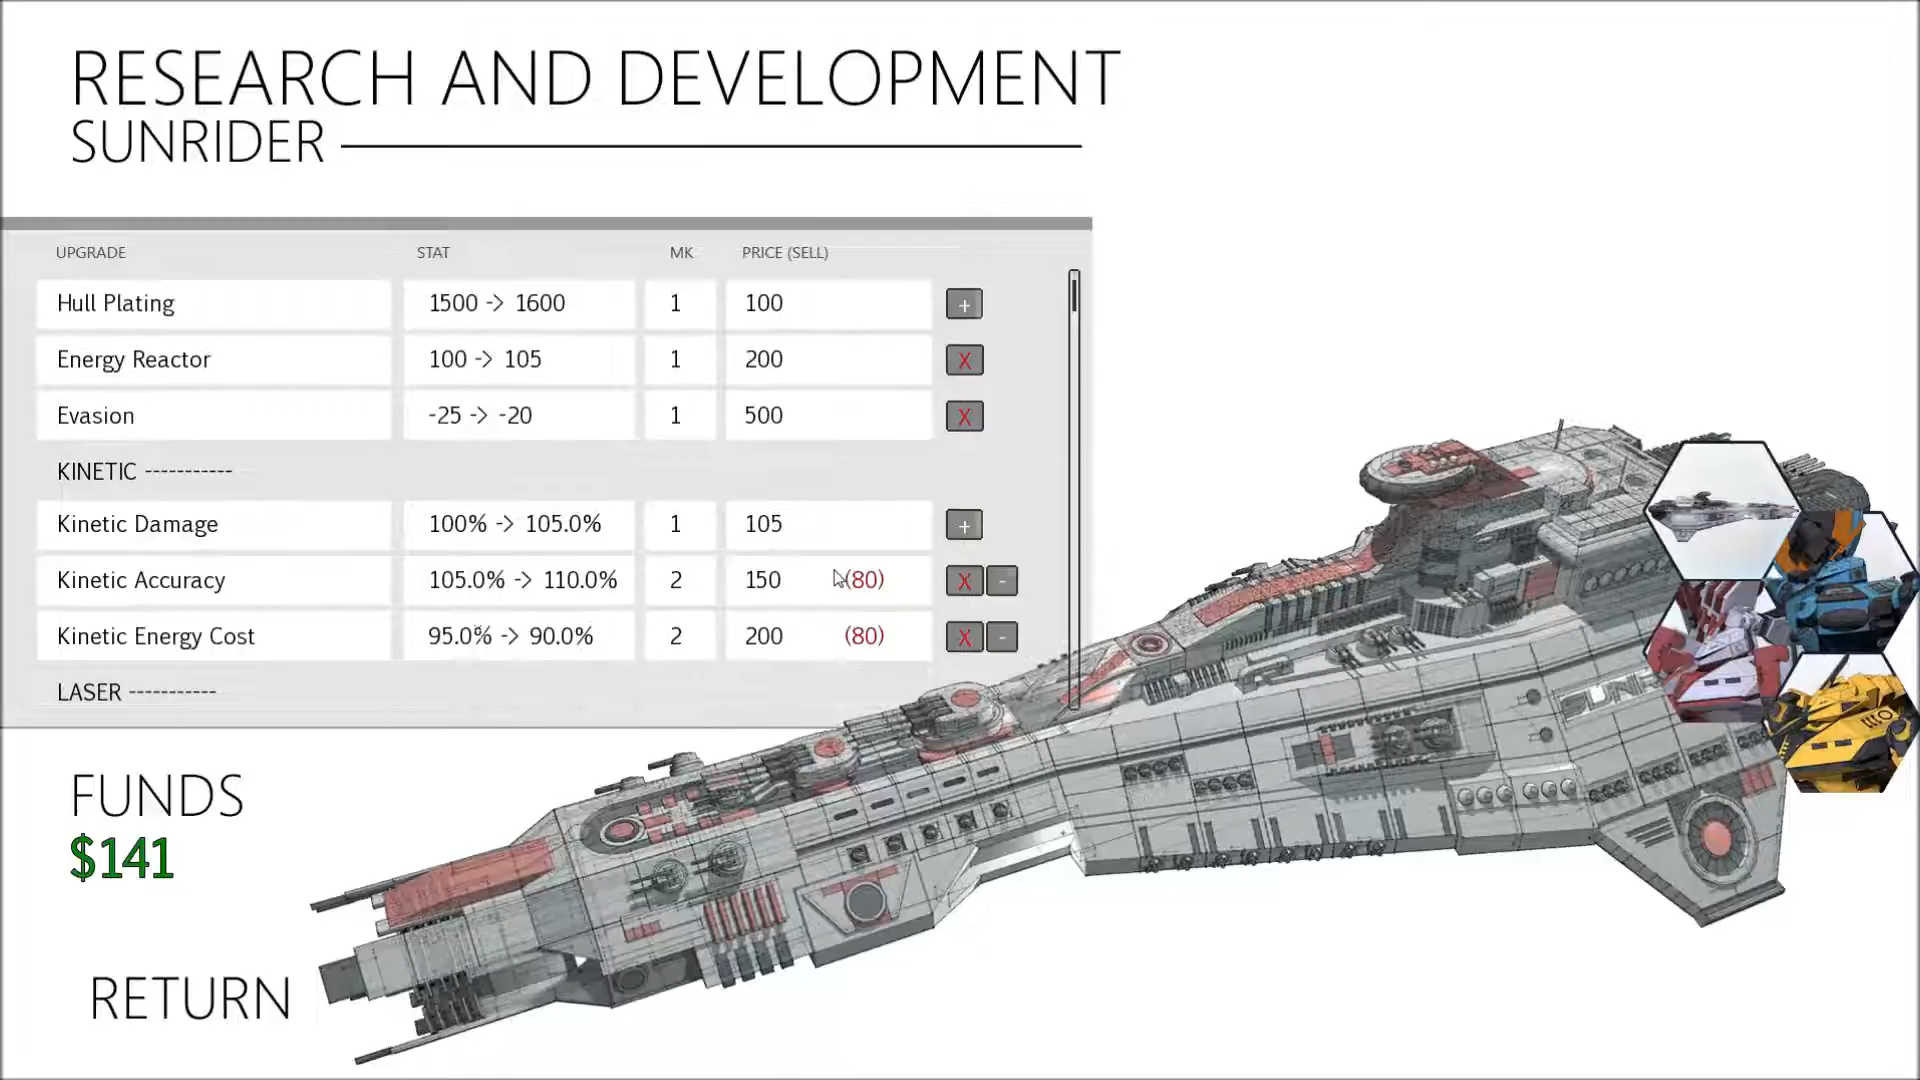 RESEARCH AND DEVELOPMENT
SUNRIDER
UPGRADE STAT MK PRICE (SELL)
Hull Plating 1500 -> 1600 1 100 +
Energy Reactor 100 -> 105 1 200 X
Evasion -25 -> -20 1 500 X
KINETIC -----------
Kinetic Damage 100% -> 105.0% 1 105 +
Kinetic Accuracy 105.0% -> 110.0% 2 150 (80) X -
Kinetic Energy Cost 95.0% -> 90.0% 2 200 (80) X -
LASER -----------
FUNDS
$141
RETURN